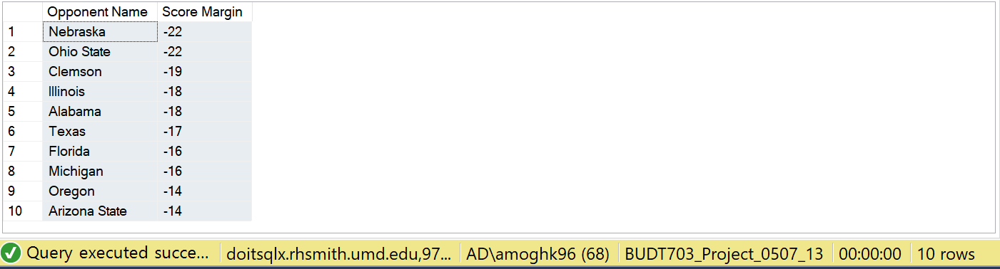 Opponent Name Score Margin
1 Nebraska -22
2 Ohio State -22
3 Clemson -19
4 Illinois -18
5 Alabama -18
6 Texas -17
7 Florida -16
8 Michigan -16
9 Oregon -14
10 Arizona State -14
Query executed succe... doitsqlx.rhsmith.umd.edu,97... AD\amoghk96 (68) BUDT703_Project_0507_13 00:00:00 10 rows